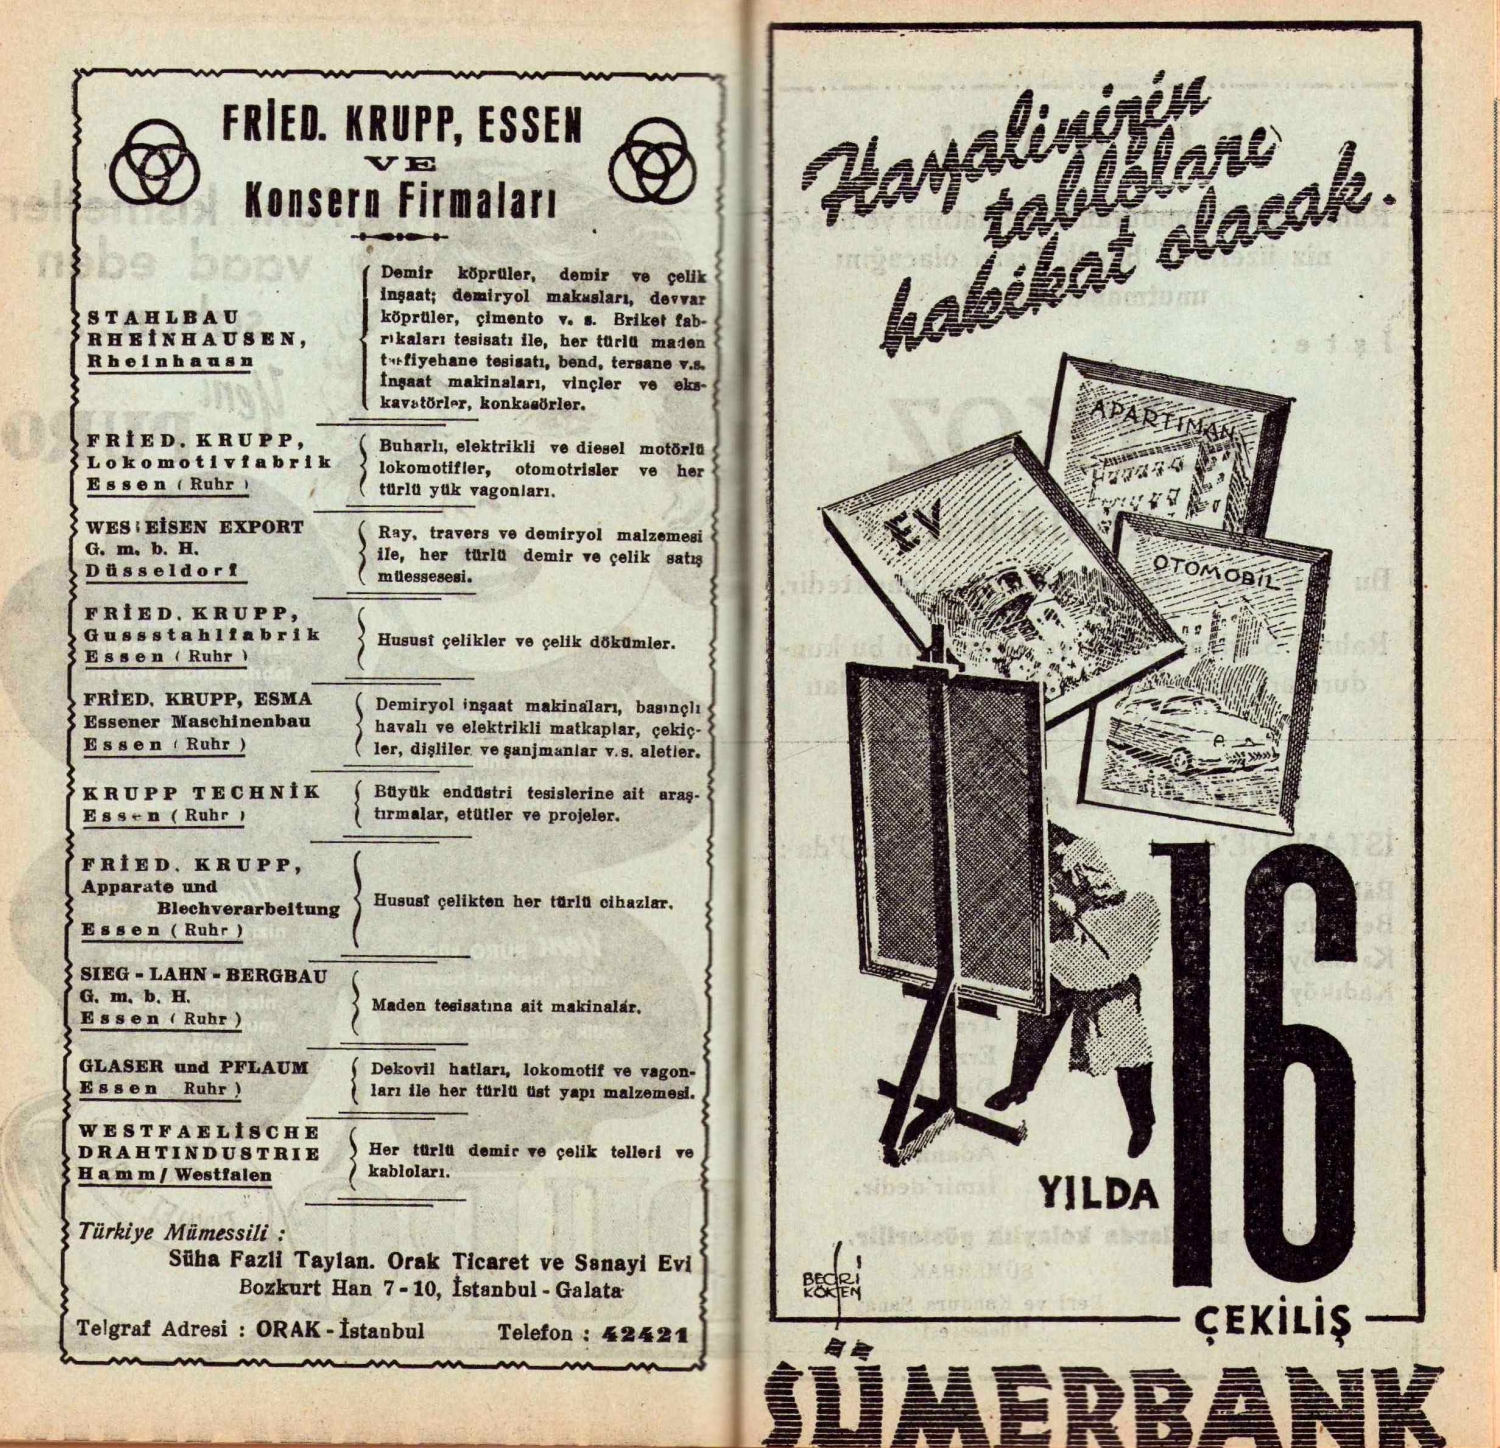 FRİED. KRUPP, ESSEN
VE
Konsern Firmaları
STAHLBAU
RHEİNHAUSEN,
Rheinhausn
Demir köprüler, demir ve çelik
inşaat; demiryol makasları, devvar
köprüler, çimento v. s. Briket fab-
rikaları tesisatı ile, her türlü maden
tasfiyehane tesisatı, bend, tersane v.s.
İnşaat makinaları, vinçler ve eks-
kavatörler, konkasörler.
FRİED. KRUPP,
Lokomotivfabrik
Essen (Ruhr)
Buharlı, elektrikli ve diesel motörlü
lokomotifler, otomotrisler ve her
türlü yük vagonları.
WESTEİSEN EXPORT
G. m. b. H.
Düsseldorf
Ray, travers ve demiryol malzemesi
ile, her türlü demir ve çelik satış
müessesesi.
FRİED. KRUPP,
Gussstahlfabrik
Essen (Ruhr)
Hususî çelikler ve çelik dökümler.
FRİED. KRUPP, ESMA
Essener Maschinenbau
Essen (Ruhr)
Demiryol inşaat makinaları, basınçlı
havalı ve elektrikli matkaplar, çekiç-
ler, dişliler ve şanjmanlar v.s. aletler.
KRUPP TECHNİK
Essen (Ruhr)
Büyük endüstri tesislerine ait araş-
tırmalar, etütler ve projeler.
FRİED. KRUPP,
Apparate und
Blechverarbeitung
Essen (Ruhr)
Hususî çelikten her türlü cihazlar.
SIEG - LAHN - BERGBAU
G. m. b. H.
Essen (Ruhr)
Maden tesisatına ait makinalar.
GLASER und PFLAUM
Essen Ruhr)
Dekovil hatları, lokomotif ve vagon-
ları ile her türlü üst yapı malzemesi.
WESTFAELİSCHE
DRAHTINDUSTRIE
Hamm/Westfalen
Her türlü demir ve çelik telleri ve
kabloları.
Türkiye Mümessili :
Süha Fazlı Taylan. Orak Ticaret ve Sanayi Evi
Bozkurt Han 7-10, İstanbul - Galata
Telgraf Adresi : ORAK - İstanbul Telefon : 42421
Hayalinizin
tabloları
hakikat olacak.
APARTIMAN
EV
OTOMOBİL
16
YILDA
ÇEKİLİŞ
BEDRİ
KÖKTEN
SÜMERBANK